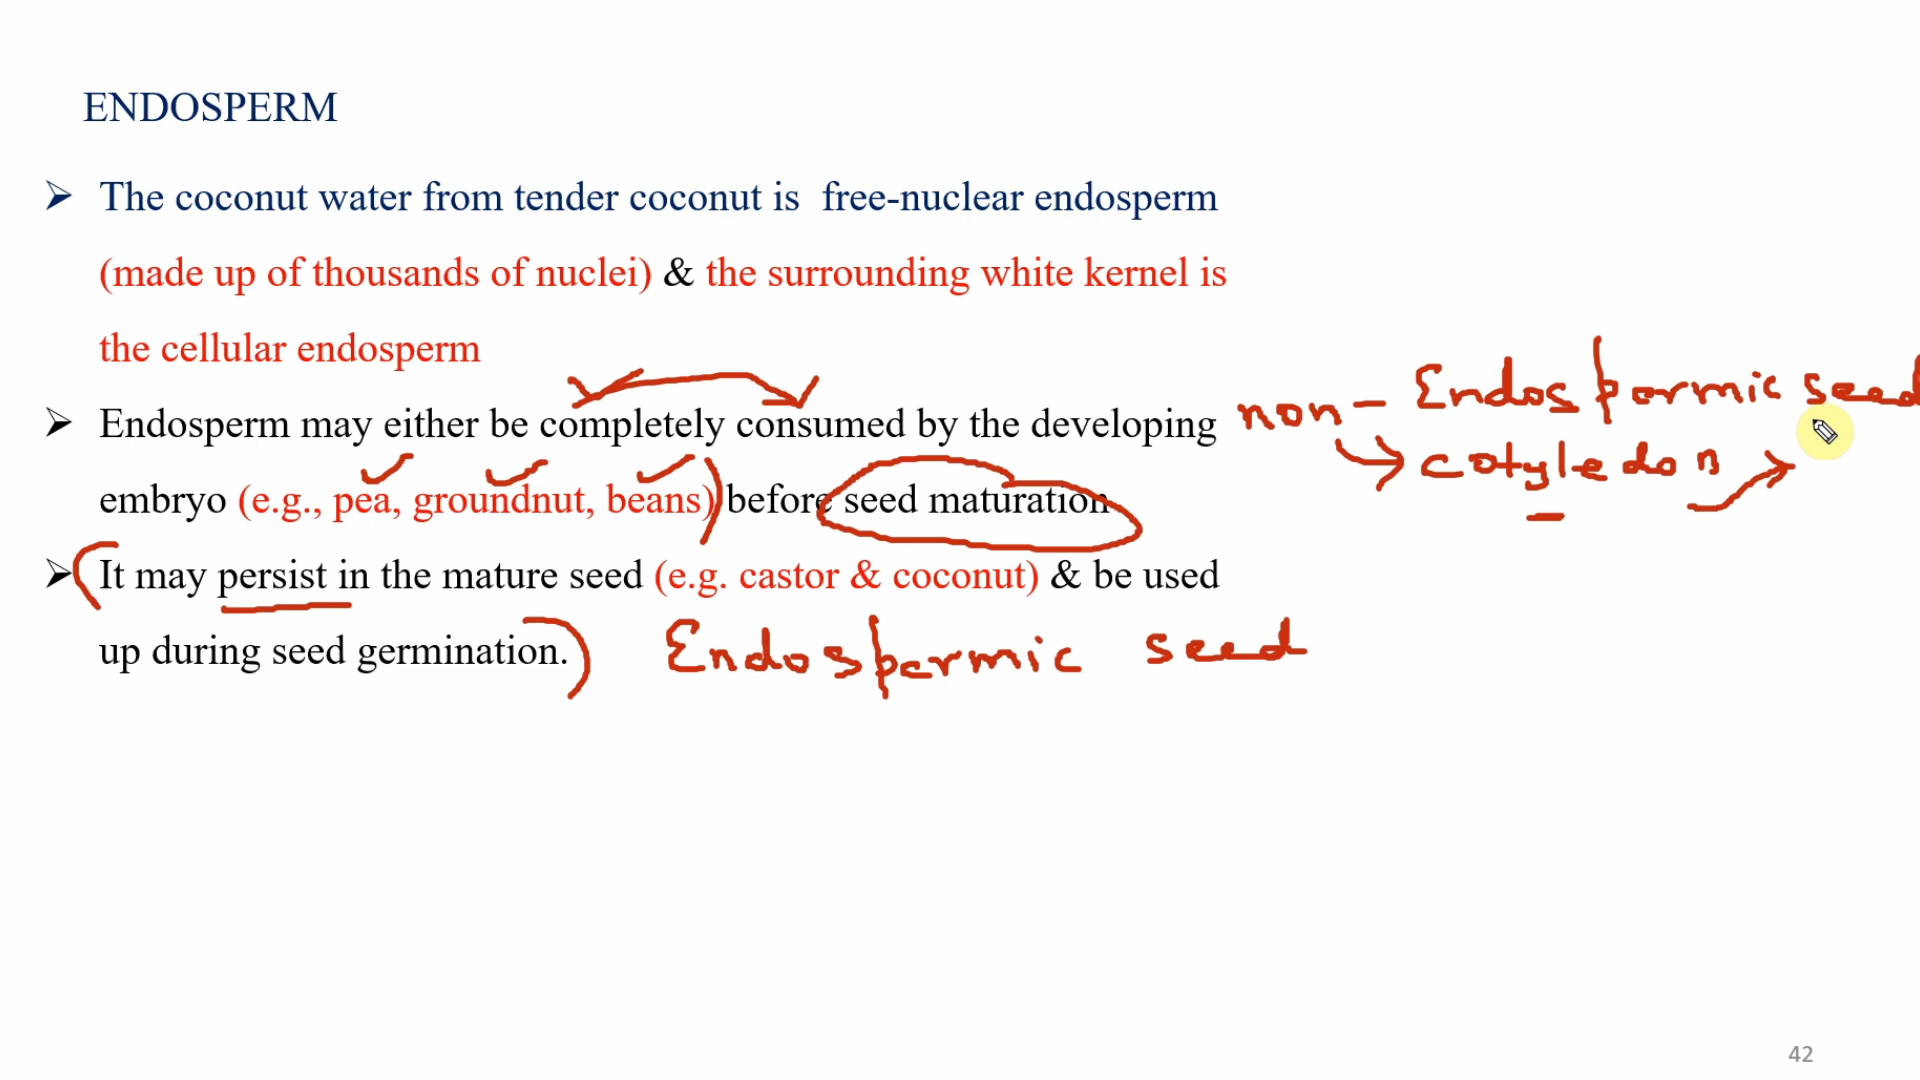 ENDOSPERM
➢ The coconut water from tender coconut is free-nuclear endosperm
(made up of thousands of nuclei) & the surrounding white kernel is
the cellular endosperm
➢ Endosperm may either be completely consumed by the developing
embryo (e.g., pea, groundnut, beans) before seed maturation
➢ It may persist in the mature seed (e.g. castor & coconut) & be used
up during seed germination.
non - Endospermic seed
→ cotyledon →
Endospermic seed
42